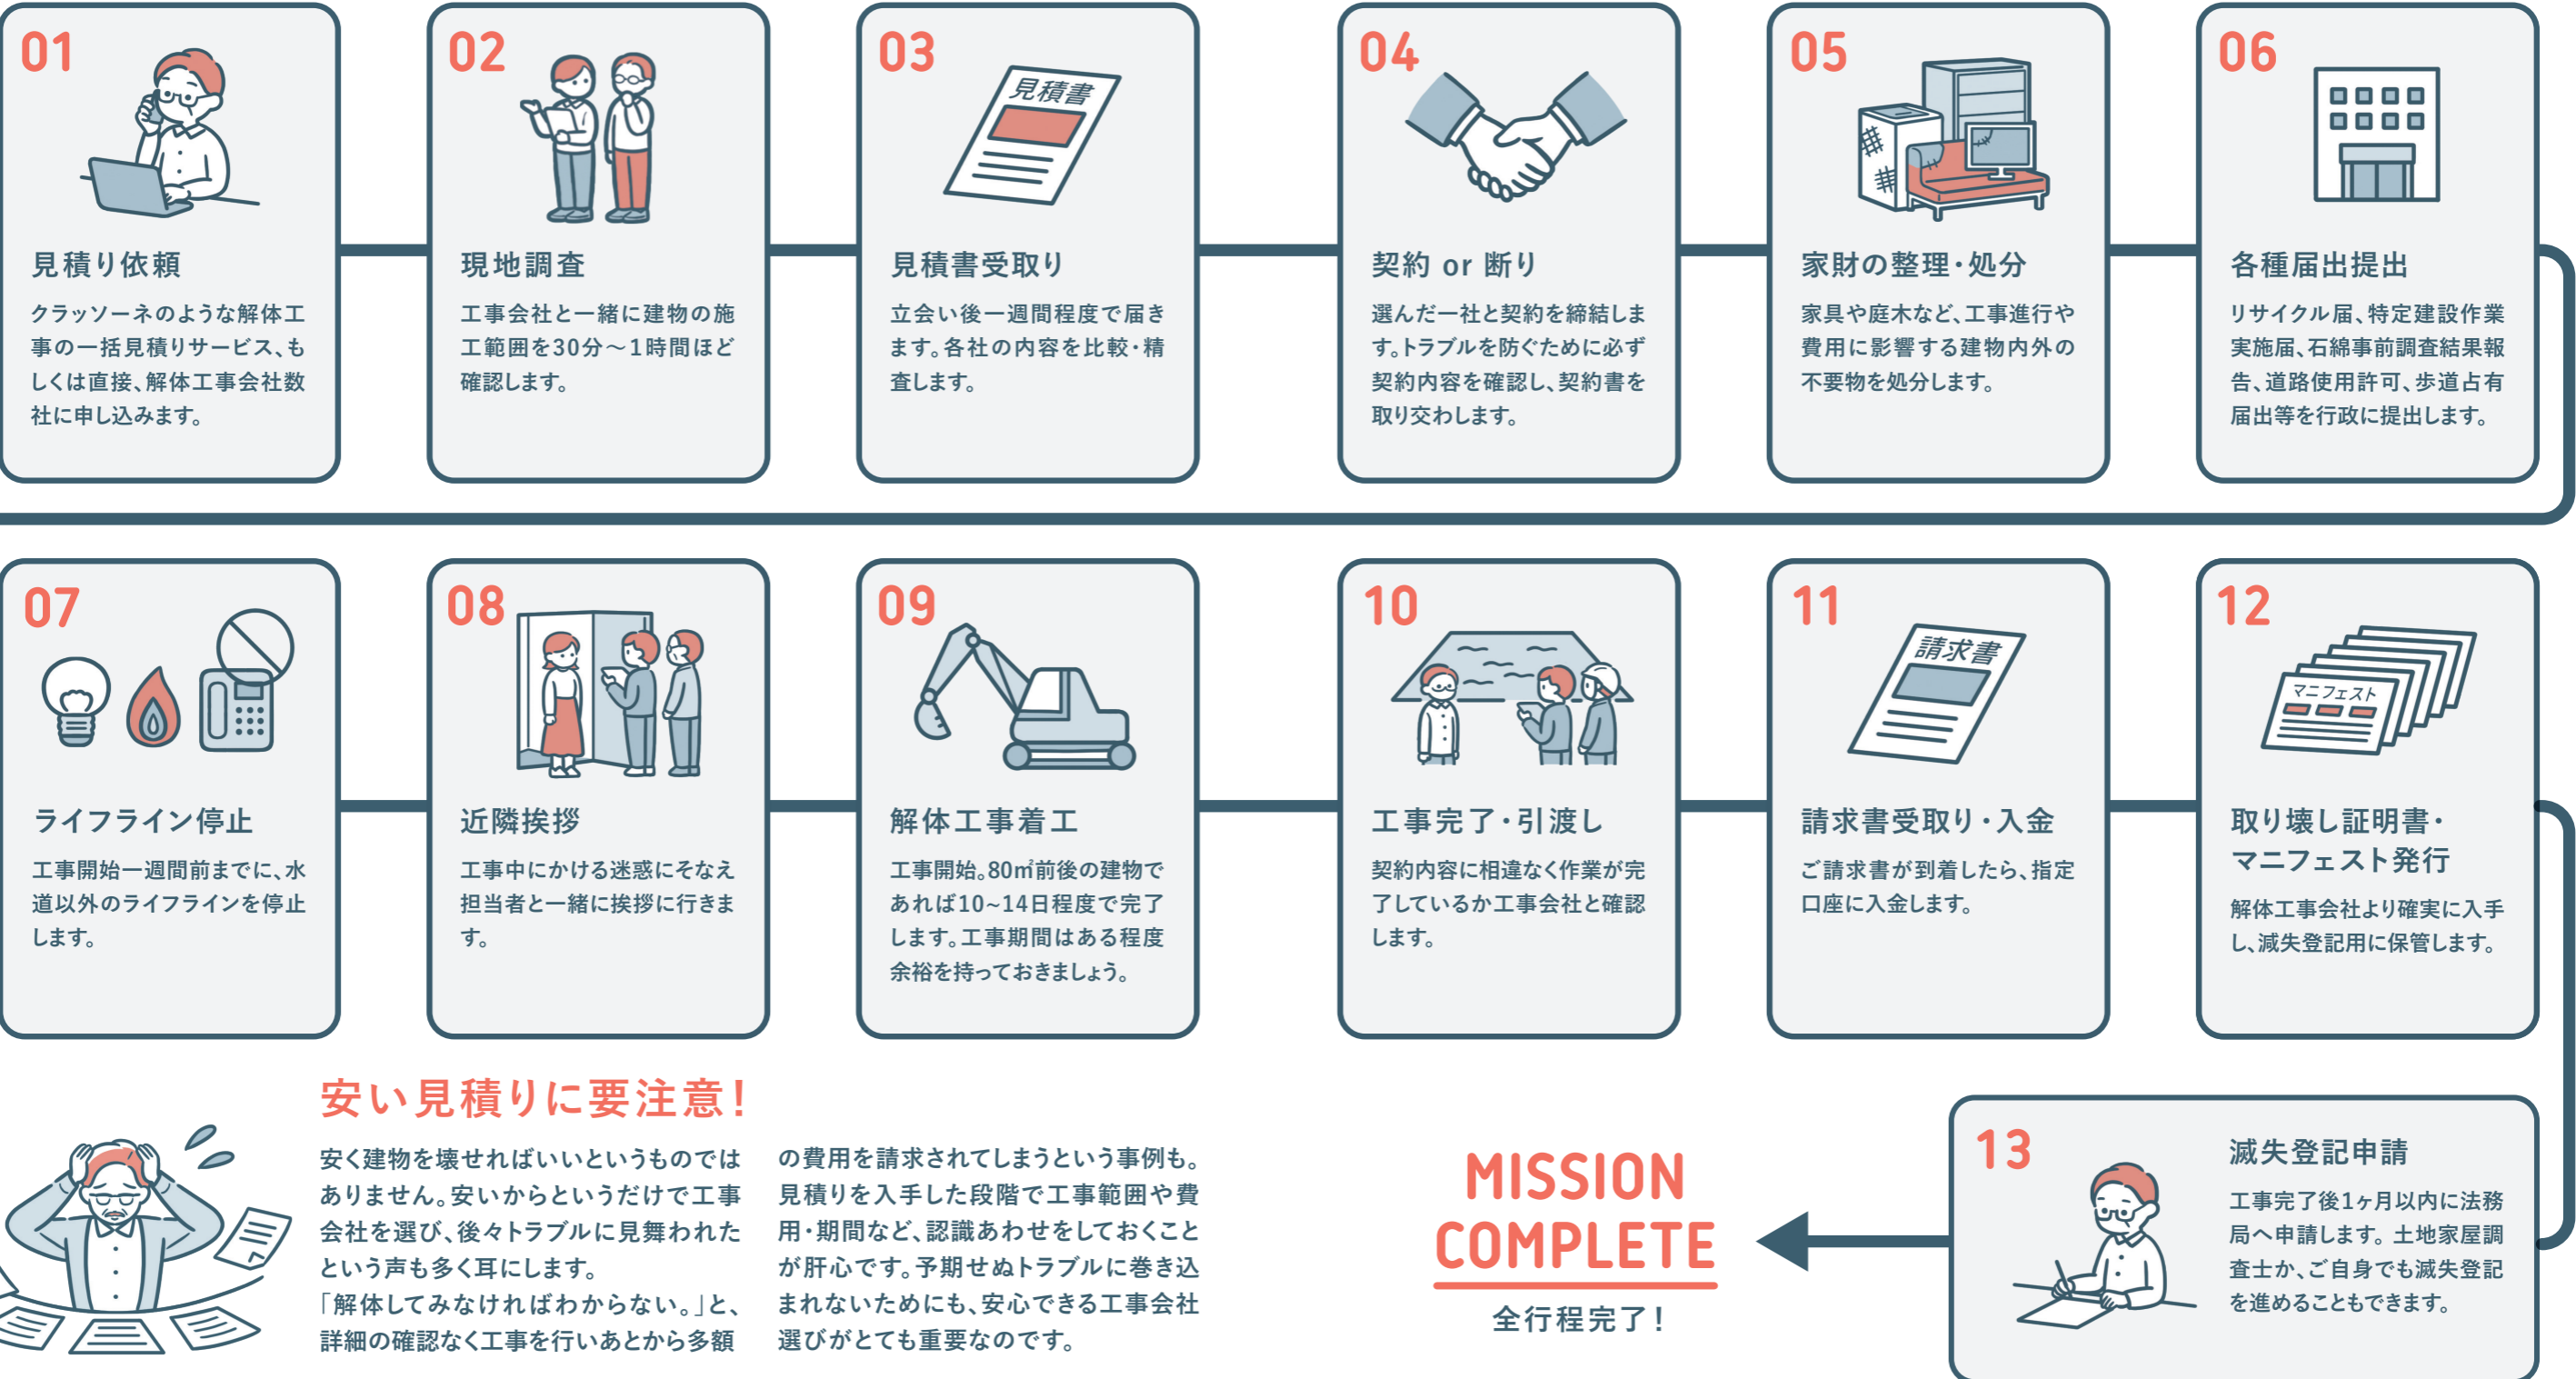 01
見積り依頼
クラッソーネのような解体工
事の一括見積りサービス、も
しくは直接、解体工事会社数
社に申し込みます。
02
現地調査
工事会社と一緒に建物の施
工範囲を30分～1時間ほど
確認します。
03
見積書
見積書受取り
立会い後一週間程度で届き
ます。各社の内容を比較・精
査します。
04
契約 or 断り
選んだ一社と契約を締結しま
す。トラブルを防ぐために必ず
契約内容を確認し、契約書を
取り交わします。
05
家財の整理・処分
家具や庭木など、工事進行や
費用に影響する建物内外の
不要物を処分します。
06
各種届出提出
リサイクル届、特定建設作業
実施届、石綿事前調査結果報
告、道路使用許可、歩道占有
届出等を行政に提出します。
07
ライフライン停止
工事開始一週間前までに、水
道以外のライフラインを停止
します。
08
近隣挨拶
工事中にかける迷惑にそなえ
担当者と一緒に挨拶に行きま
す。
09
解体工事着工
工事開始。80㎡前後の建物で
あれば10~14日程度で完了
します。工事期間はある程度
余裕を持っておきましょう。
10
工事完了・引渡し
契約内容に相違なく作業が完
了しているか工事会社と確認
します。
11
請求書
請求書受取り・入金
ご請求書が到着したら、指定
口座に入金します。
12
マニフェスト
取り壊し証明書・
マニフェスト発行
解体工事会社より確実に入手
し、滅失登記用に保管します。
13
滅失登記申請
工事完了後1ヶ月以内に法務
局へ申請します。土地家屋調
査士か、ご自身でも滅失登記
を進めることもできます。
MISSION
COMPLETE
全行程完了！
安い見積りに要注意！
安く建物を壊せればいいというものでは
ありません。安いからというだけで工事
会社を選び、後々トラブルに見舞われた
という声も多く耳にします。
「解体してみなければわからない。」と、
詳細の確認なく工事を行いあとから多額
の費用を請求されてしまうという事例も。
見積りを入手した段階で工事範囲や費
用・期間など、認識あわせをしておくこと
が肝心です。予期せぬトラブルに巻き込
まれないためにも、安心できる工事会社
選びがとても重要なのです。